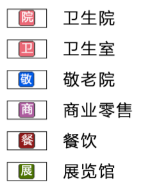 院 卫生院
卫 卫生室
敬 敬老院
商 商业零售
餐 餐饮
展 展览馆